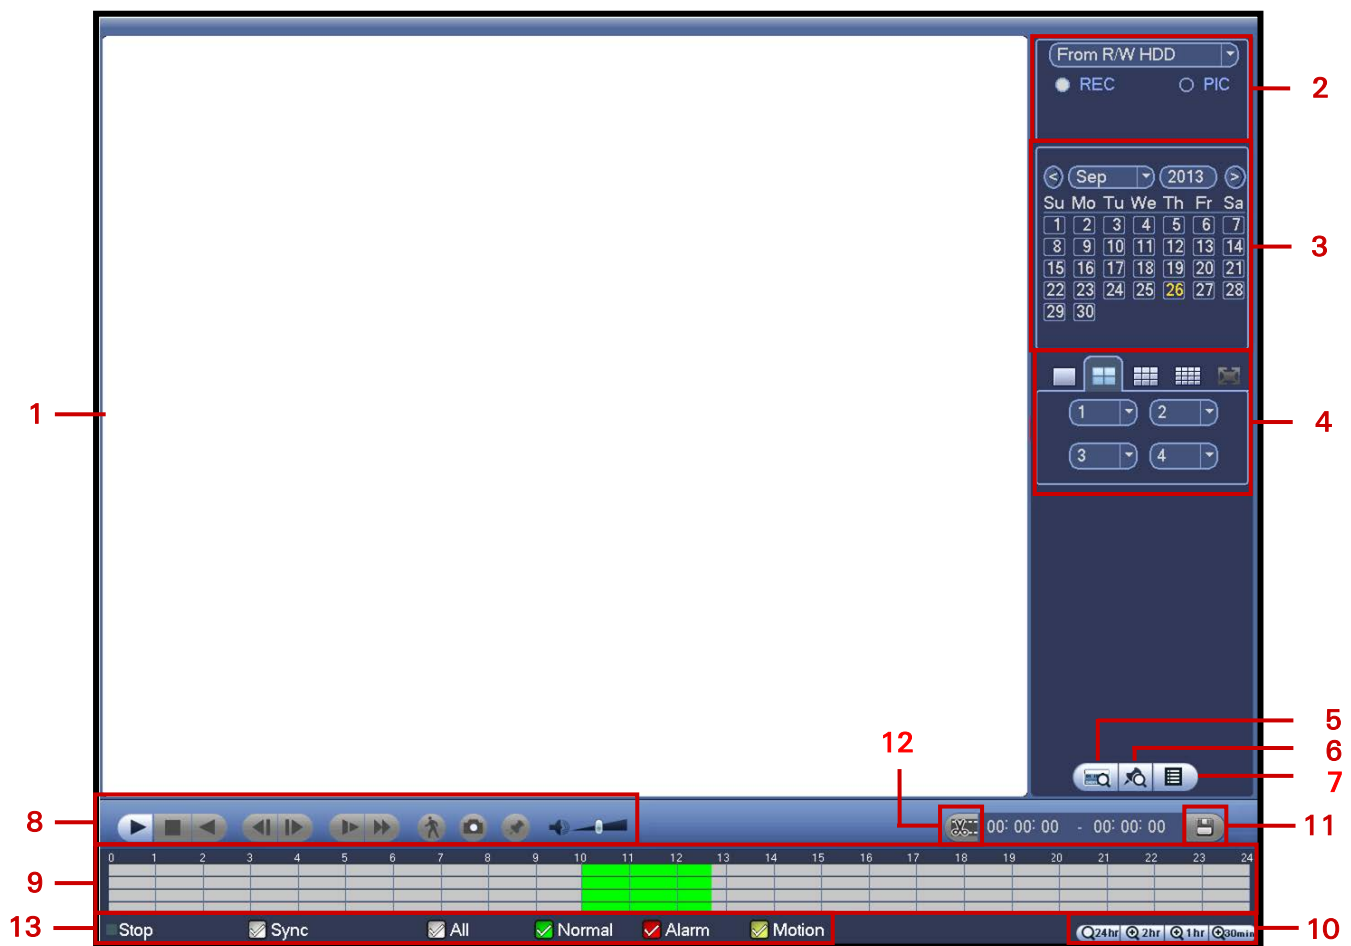 From R/W HDD
REC PIC
2
< Sep 2013 >
Su Mo Tu We Th Fr Sa
1 2 3 4 5 6 7
8 9 10 11 12 13 14
15 16 17 18 19 20 21
22 23 24 25 26 27 28
29 30
3
1 2
3 4
4
1
5
6
7
12
8
00: 00: 00 - 00: 00: 00
11
0 1 2 3 4 5 6 7 8 9 10 11 12 13 14 15 16 17 18 19 20 21 22 23 24
9
13
Stop Sync All Normal Alarm Motion
24hr 2hr 1hr 30min
10